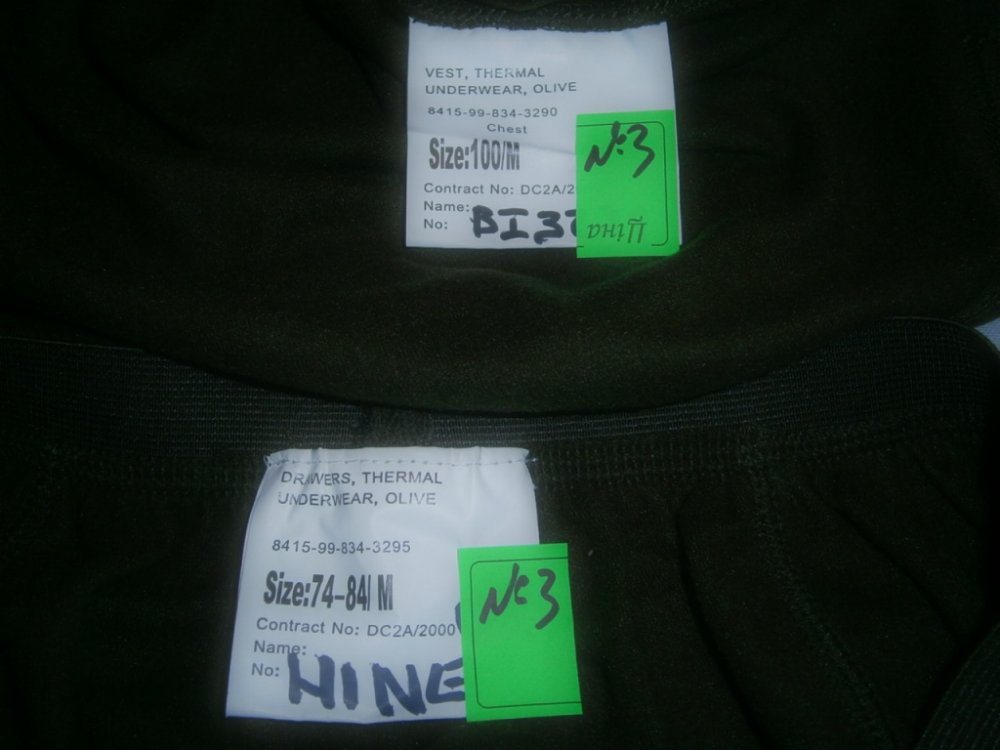 VEST, THERMAL
UNDERWEAR, OLIVE
8415-99-834-3290
Chest
Size:100/M
Contract No: DC2A/2
Name:
No: BI3
№3
Ціна
DRAWERS, THERMAL
UNDERWEAR, OLIVE
8415-99-834-3295
Size:74-84/ M
Contract No: DC2A/2000
Name:
No: HINE
№3